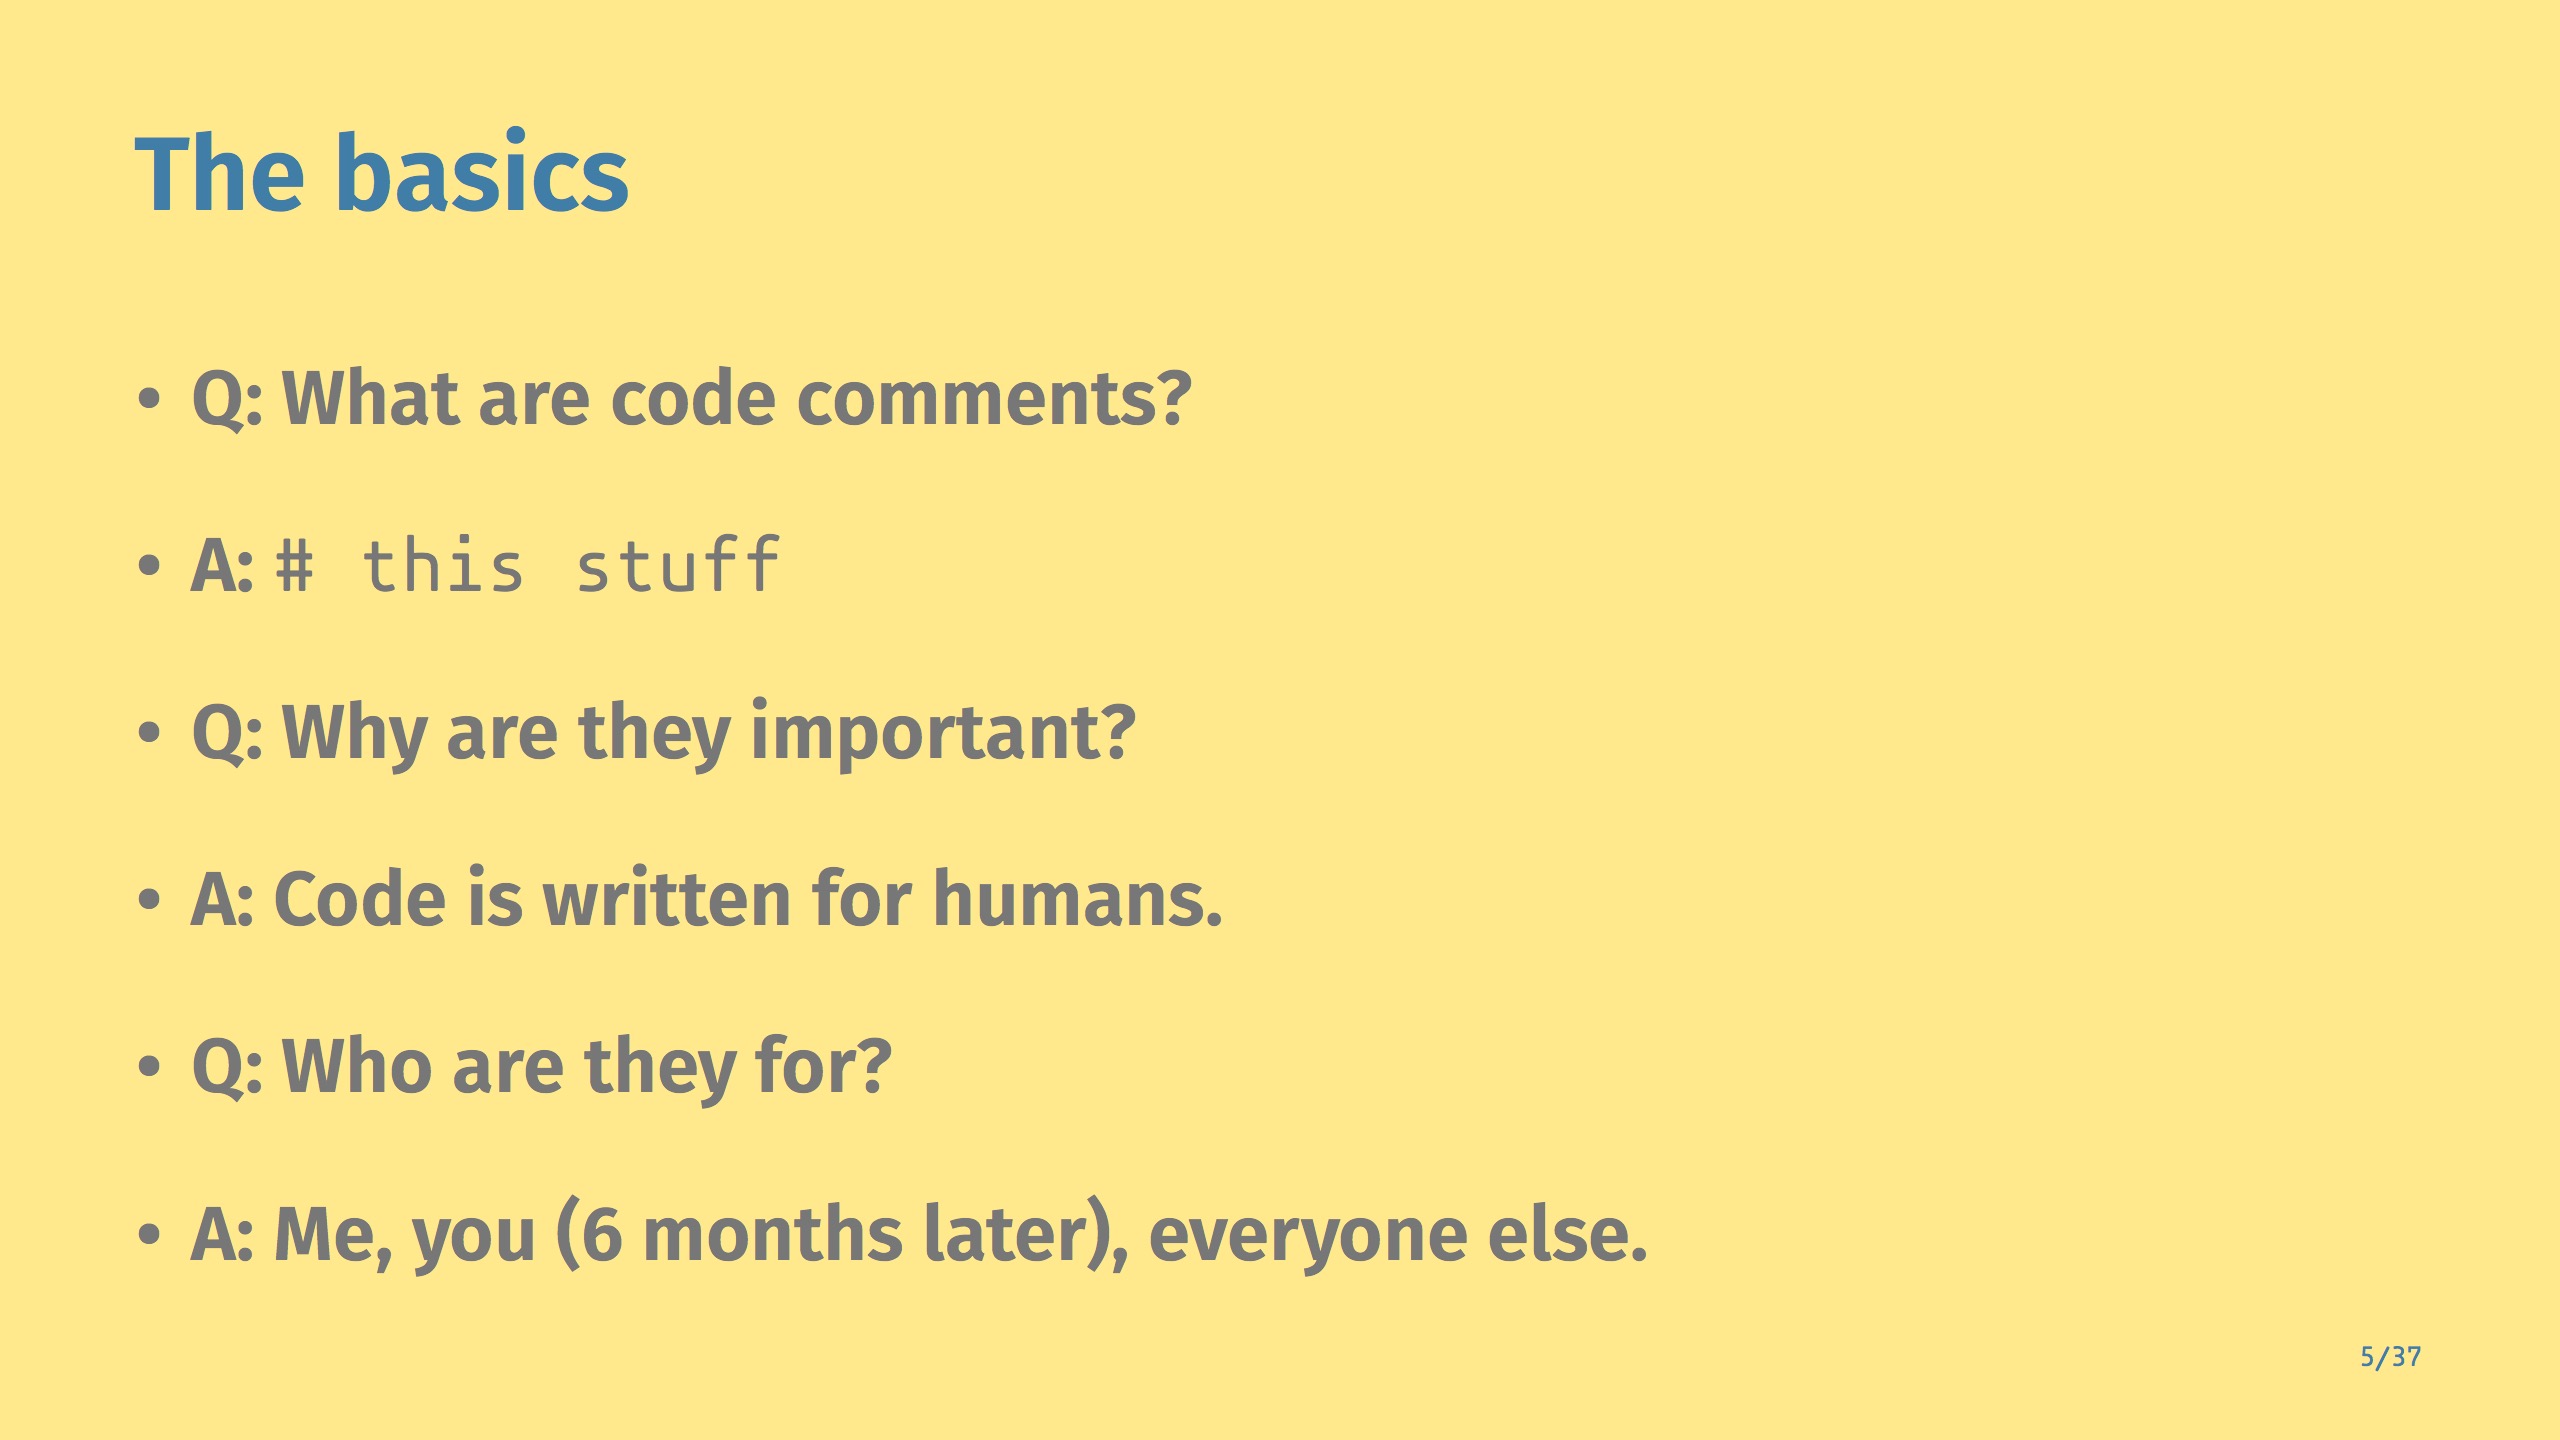 The basics
• Q: What are code comments?
• A: # this stuff
• Q: Why are they important?
• A: Code is written for humans.
• Q: Who are they for?
• A: Me, you (6 months later), everyone else.
5/37